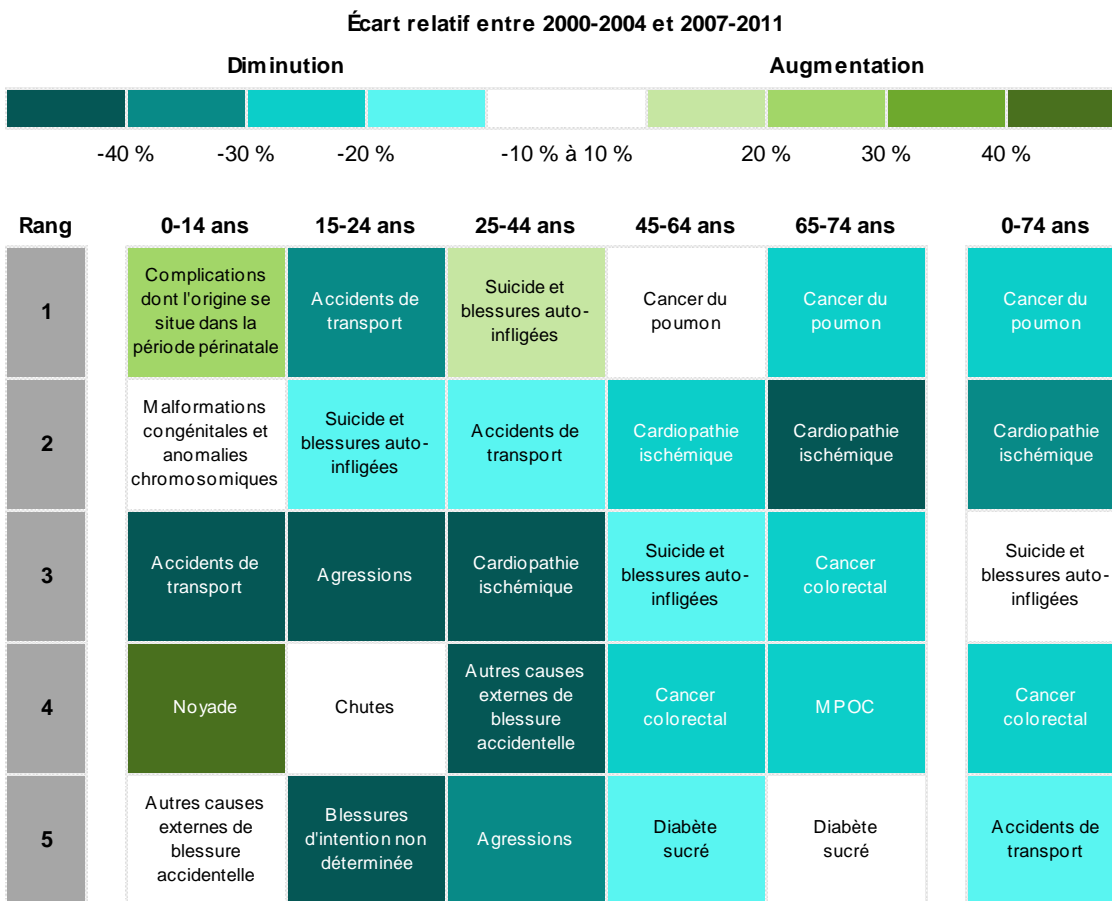 Écart relatif entre 2000-2004 et 2007-2011
Diminution Augmentation
-40 % -30 % -20 % -10 % à 10 % 20 % 30 % 40 %
Rang 0-14 ans 15-24 ans 25-44 ans 45-64 ans 65-74 ans 0-74 ans
1
Complications
dont l'origine se
situe dans la
période périnatale
Accidents de
transport
Suicide et
blessures auto-
infligées
Cancer du
poumon
Cancer du
poumon
Cancer du
poumon
2
Malformations
congénitales et
anomalies
chromosomiques
Suicide et
blessures auto-
infligées
Accidents de
transport
Cardiopathie
ischémique
Cardiopathie
ischémique
Cardiopathie
ischémique
3
Accidents de
transport
Agressions
Cardiopathie
ischémique
Suicide et
blessures auto-
infligées
Cancer
colorectal
Suicide et
blessures auto-
infligées
4
Noyade
Chutes
Autres causes
externes de
blessure
accidentelle
Cancer
colorectal
MPOC
Cancer
colorectal
5
Autres causes
externes de
blessure
accidentelle
Blessures
d'intention non
déterminée
Agressions
Diabète
sucré
Diabète
sucré
Accidents de
transport